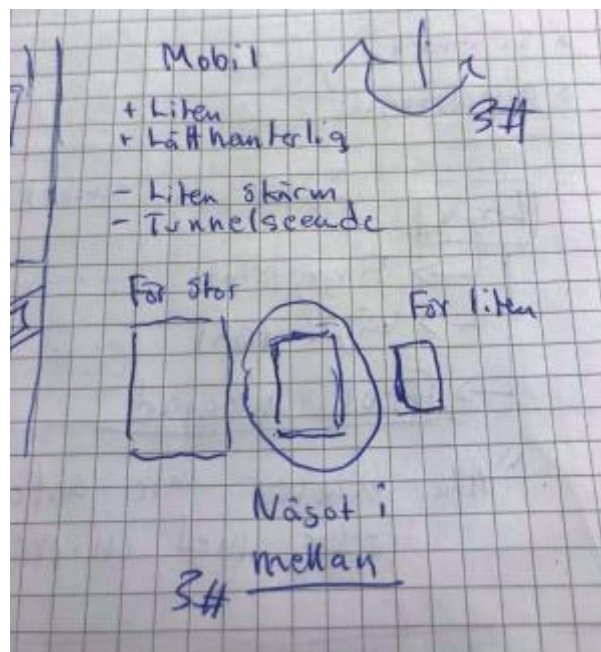 Mobil
3#
+ Liten
+ Lätthanterlig
- Liten skärm
- Tunnelseende
För stor
För liten
Något i
mellan
3#